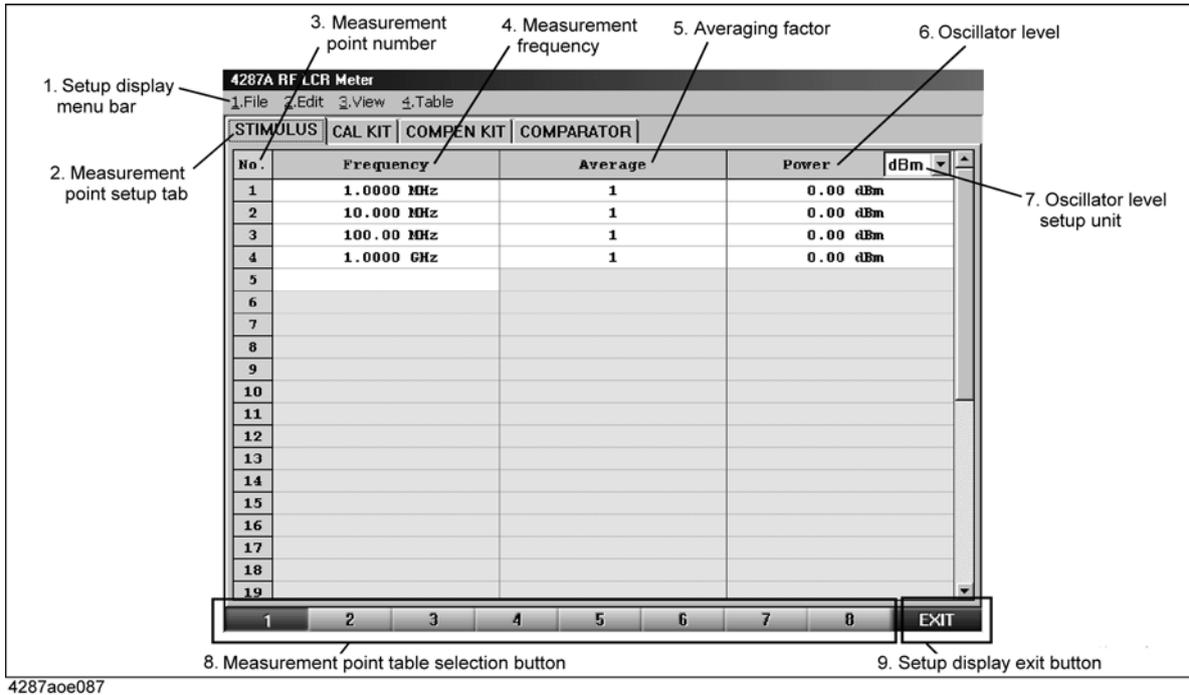 3. Measurement
point number
4. Measurement
frequency
5. Averaging factor
6. Oscillator level
1. Setup display
menu bar
4287A RF LCR Meter
1.File 2.Edit 3.View 4.Table
STIMULUS CAL KIT COMPEN KIT COMPARATOR
2. Measurement
point setup tab
No. Frequency Average Power dBm
7. Oscillator level
setup unit
1 1.0000 MHz 1 0.00 dBm
2 10.000 MHz 1 0.00 dBm
3 100.00 MHz 1 0.00 dBm
4 1.0000 GHz 1 0.00 dBm
5
6
7
8
9
10
11
12
13
14
15
16
17
18
19
1 2 3 4 5 6 7 8 EXIT
8. Measurement point table selection button
9. Setup display exit button
4287aoe087